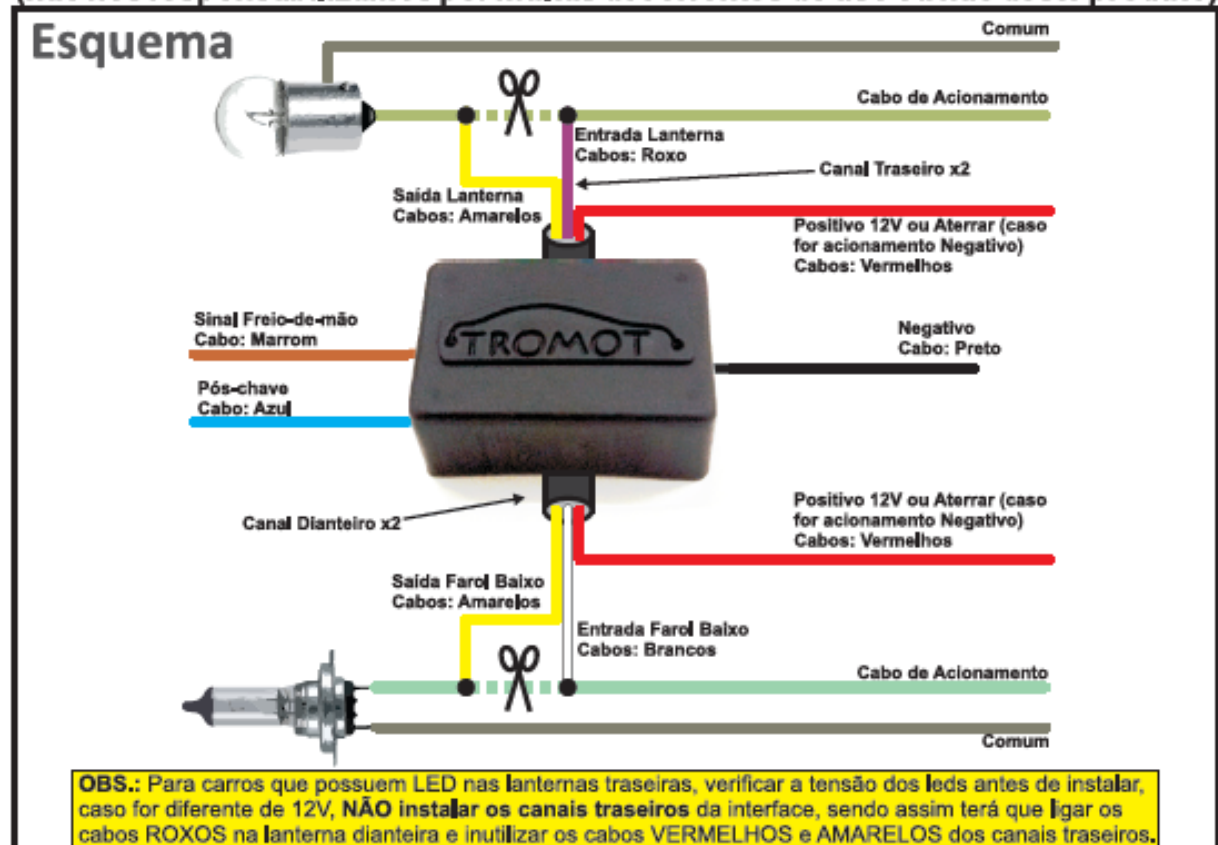 Esquema
Comum
Cabo de Acionamento
Entrada Lanterna
Cabos: Roxo
Canal Traseiro x2
Saída Lanterna
Cabos: Amarelos
Positivo 12V ou Aterrar (caso
for acionamento Negativo)
Cabos: Vermelhos
Sinal Freio-de-mão
Cabo: Marrom
TROMOT
Negativo
Cabo: Preto
Pós-chave
Cabo: Azul
Canal Dianteiro x2
Positivo 12V ou Aterrar (caso
for acionamento Negativo)
Cabos: Vermelhos
Saída Farol Baixo
Cabos: Amarelos
Entrada Farol Baixo
Cabos: Brancos
Cabo de Acionamento
Comum
OBS.: Para carros que possuem LED nas lanternas traseiras, verificar a tensão dos leds antes de instalar,
caso for diferente de 12V, NÃO instalar os canais traseiros da interface, sendo assim terá que ligar os
cabos ROXOS na lanterna dianteira e inutilizar os cabos VERMELHOS e AMARELOS dos canais traseiros.